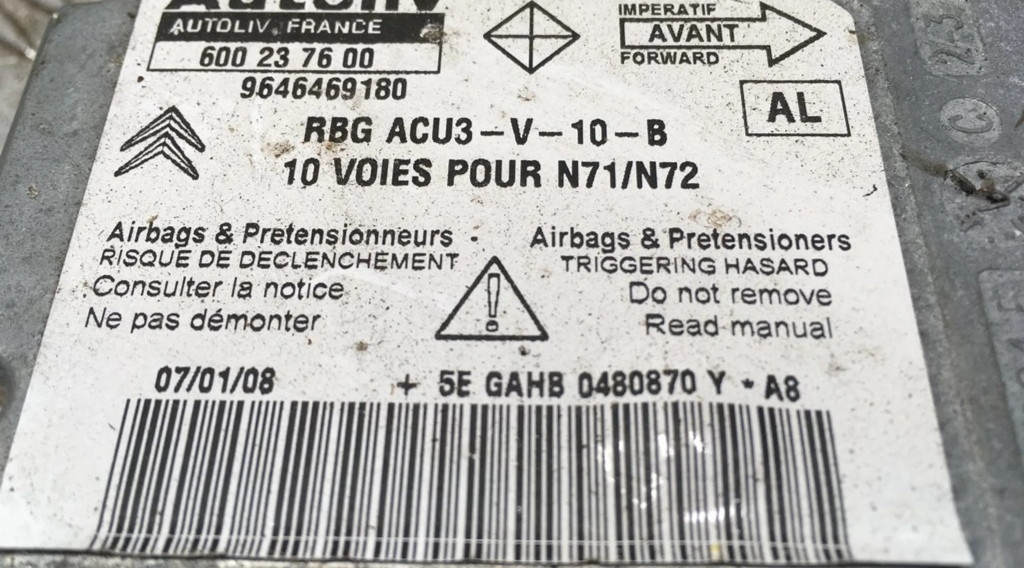 Autoliv
AUTOLIV FRANCE
600 23 76 00
9646469180
IMPERATIF
AVANT
FORWARD
AL
RBG ACU3-V-10-B
10 VOIES POUR N71/N72
Airbags & Pretensionneurs
RISQUE DE DECLENCHEMENT
Consulter la notice
Ne pas démonter
Airbags & Pretensioners
TRIGGERING HASARD
Do not remove
Read manual
07/01/08 + 5E GAHB 0480870 Y * A8